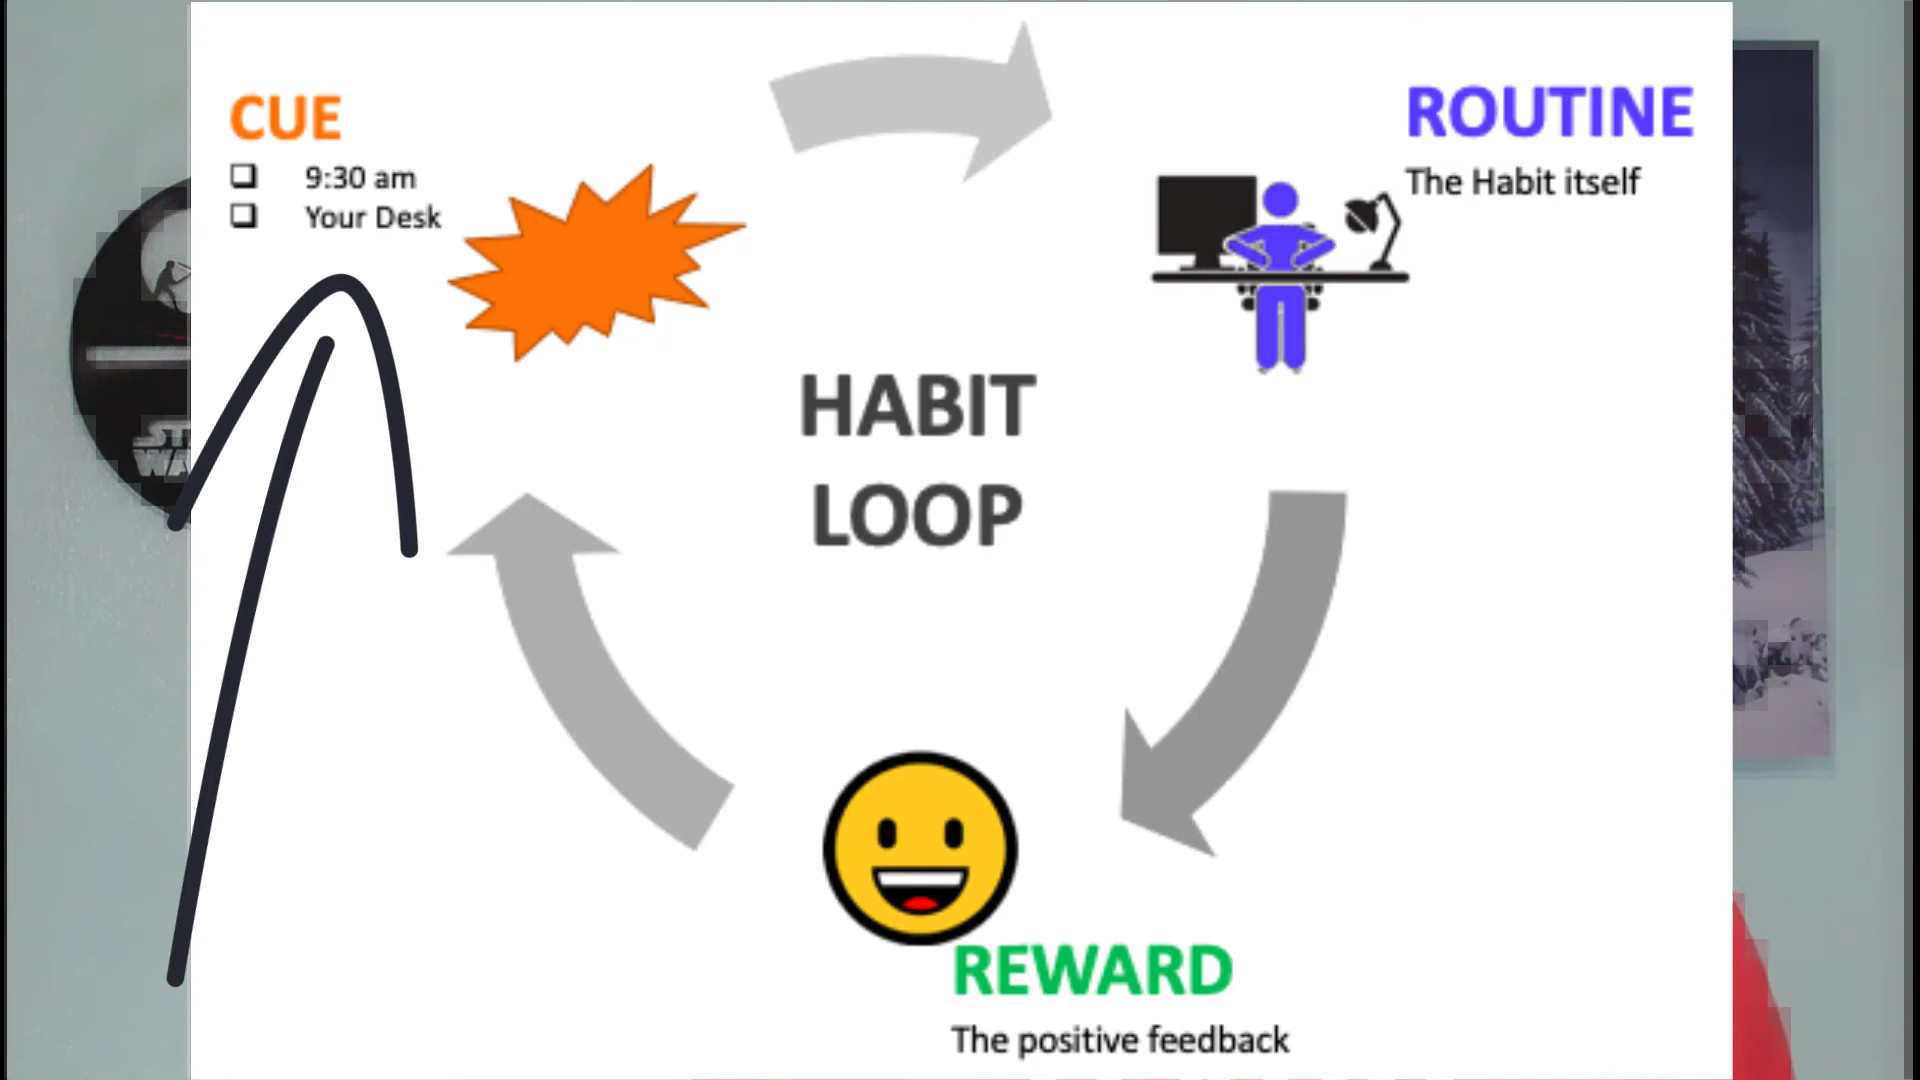 CUE
❑ 9:30 am
❑ Your Desk
ROUTINE
The Habit itself
HABIT
LOOP
REWARD
The positive feedback